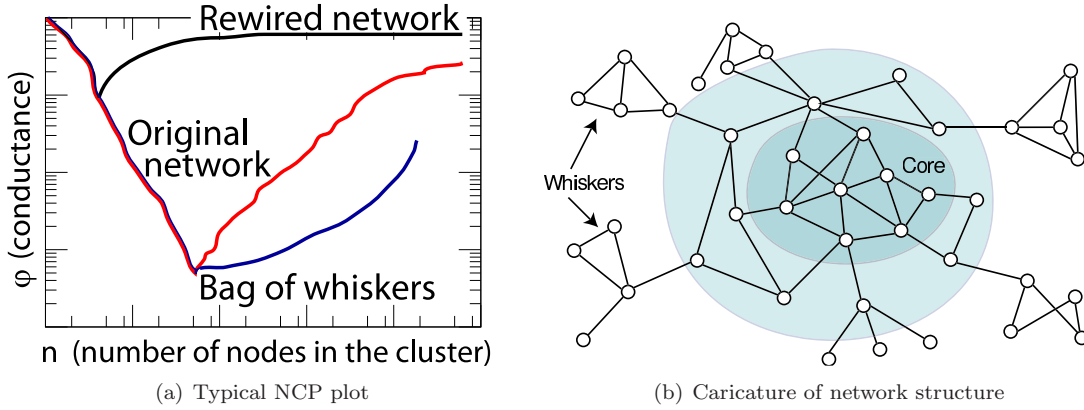 Rewired network
Original
network
Bag of whiskers
φ (conductance)
n (number of nodes in the cluster)
(a) Typical NCP plot
Whiskers
Core
(b) Caricature of network structure